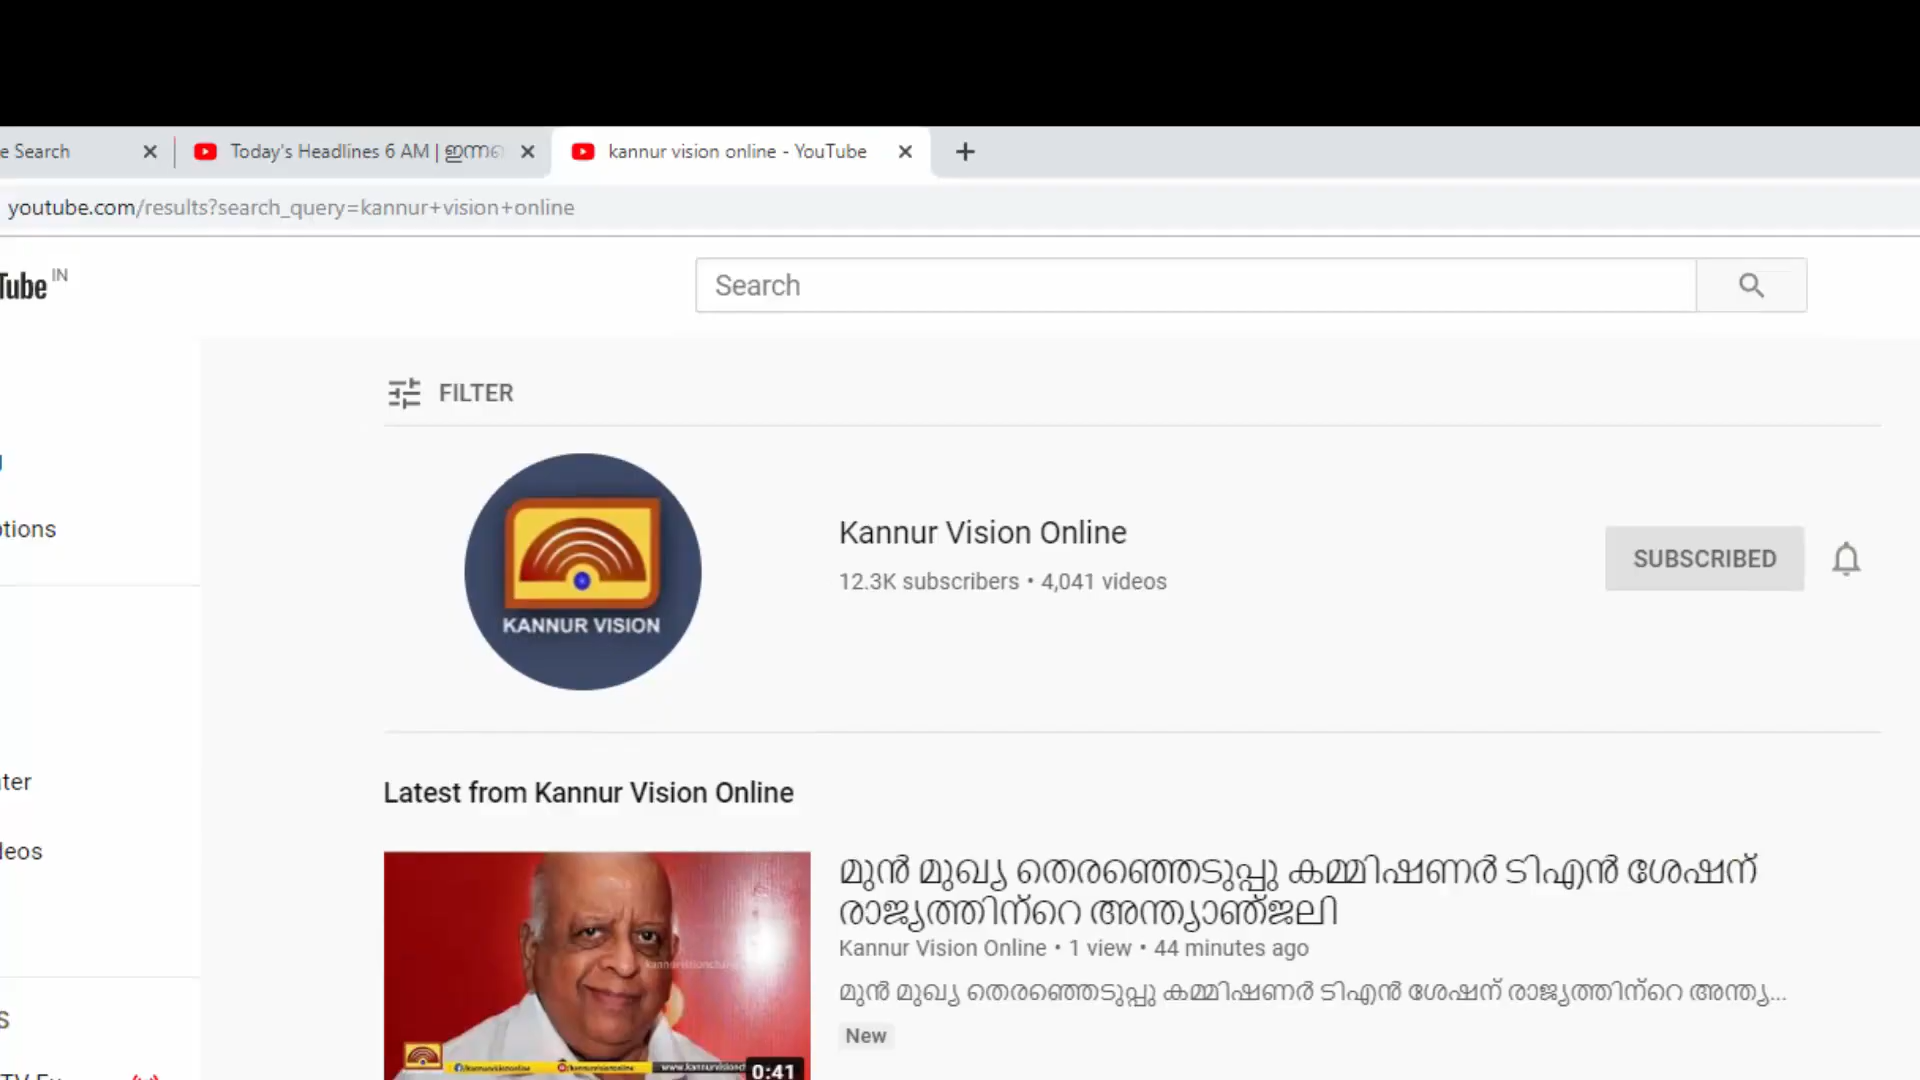 e Search
Today's Headlines 6 AM | ഇന്നത
kannur vision online - YouTube
youtube.com/results?search_query=kannur+vision+online
Tube IN
Search
FILTER
KANNUR VISION
Kannur Vision Online
12.3K subscribers • 4,041 videos
SUBSCRIBED
otions
Latest from Kannur Vision Online
മുൻ മുഖ്യ തെരഞ്ഞെടുപ്പു കമ്മിഷണർ ടിഎൻ ശേഷന്
രാജ്യത്തിന്റെ അന്ത്യാഞ്ജലി
Kannur Vision Online • 1 view • 44 minutes ago
മുൻ മുഖ്യ തെരഞ്ഞെടുപ്പു കമ്മിഷണർ ടിഎൻ ശേഷന് രാജ്യത്തിന്റെ അന്ത്യ...
New
0:41
ter
leos
S